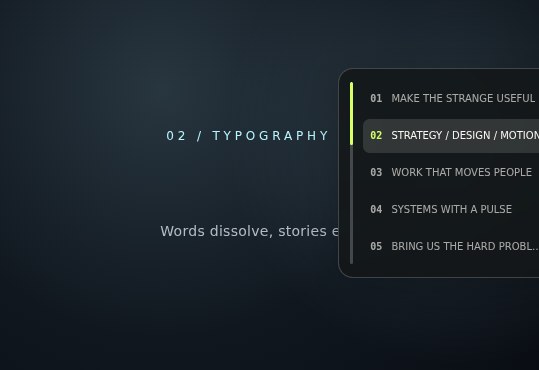 02 / TYPOGRAPHY
Words dissolve, stories
01 MAKE THE STRANGE USEFUL
02 STRATEGY / DESIGN / MOTION
03 WORK THAT MOVES PEOPLE
04 SYSTEMS WITH A PULSE
05 BRING US THE HARD PROBL...